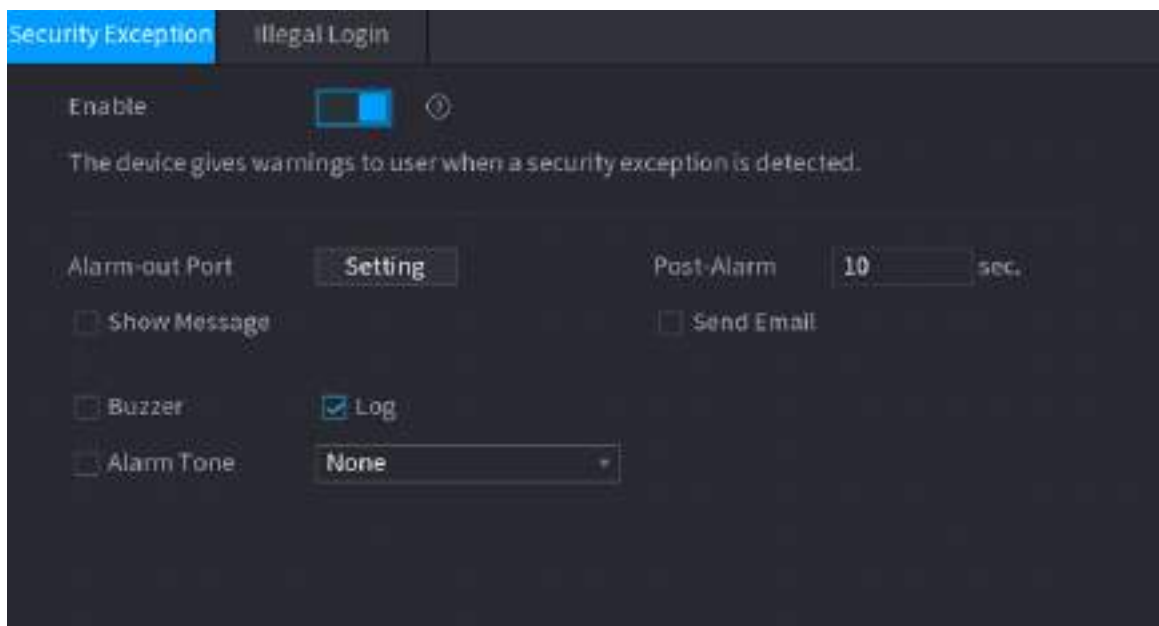 Security Exception Illegal Login
Enable
The device gives warnings to user when a security exception is detected.
Alarm-out Port Setting Post-Alarm 10 sec.
Show Message Send Email
Buzzer Log
Alarm Tone None